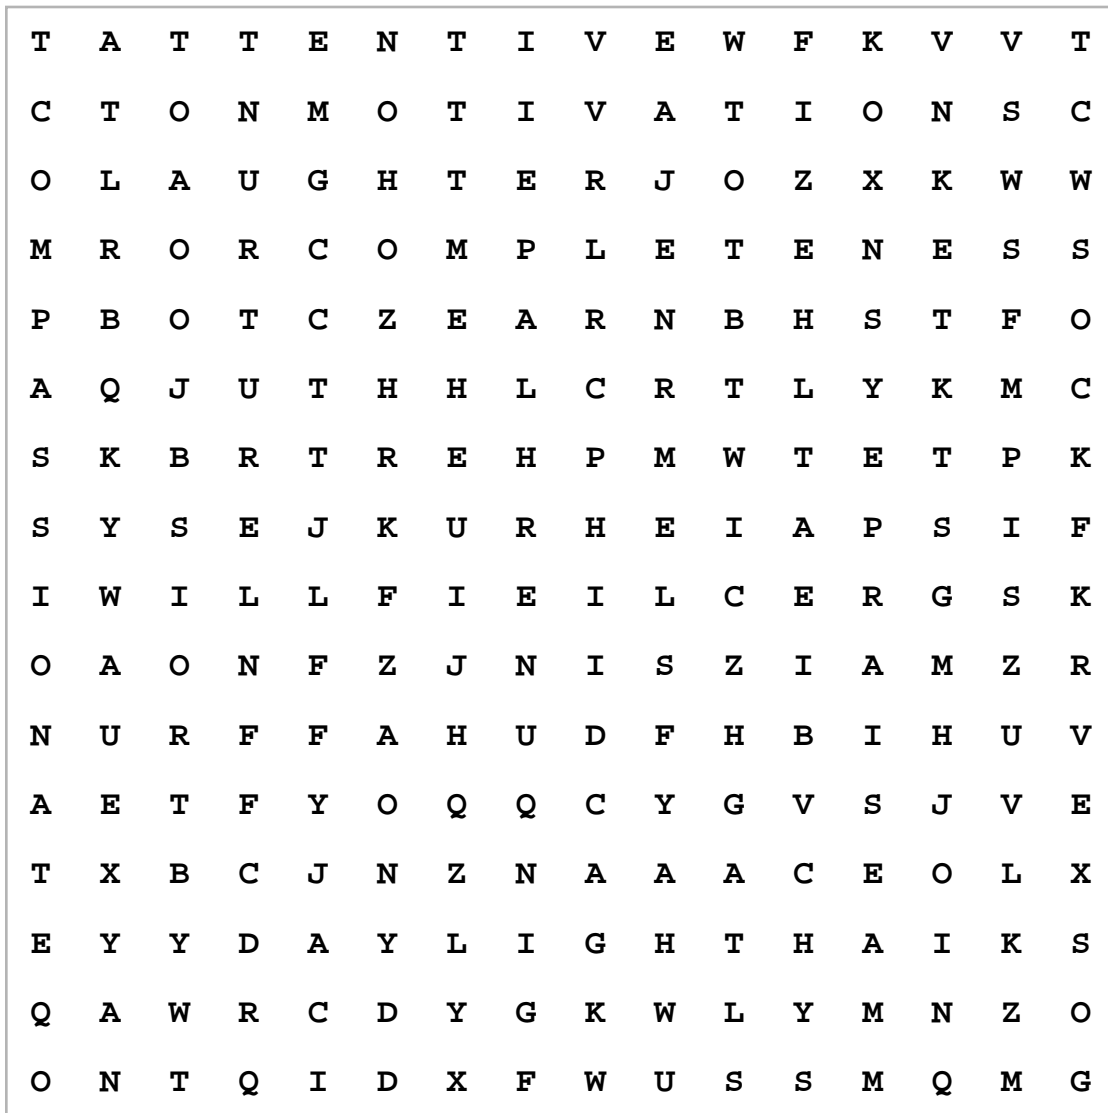 T A T T E N T I V E W F K V V T
C T O N M O T I V A T I O N S C
O L A U G H T E R J O Z X K W W
M R O R C O M P L E T E N E S S
P B O T C Z E A R N B H S T F O
A Q J U T H H L C R T L Y K M C
S K B R T R E H P M W T E T P K
S Y S E J K U R H E I A P S I F
I W I L L F I E I L C E R G S K
O A O N F Z J N I S Z I A M Z R
N U R F F A H U D F H B I H U V
A E T F Y O Q Q C Y G V S J V E
T X B C J N Z N A A A C E O L X
E Y Y D A Y L I G H T H A I K S
Q A W R C D Y G K W L Y M N Z O
O N T Q I D X F W U S S M Q M G